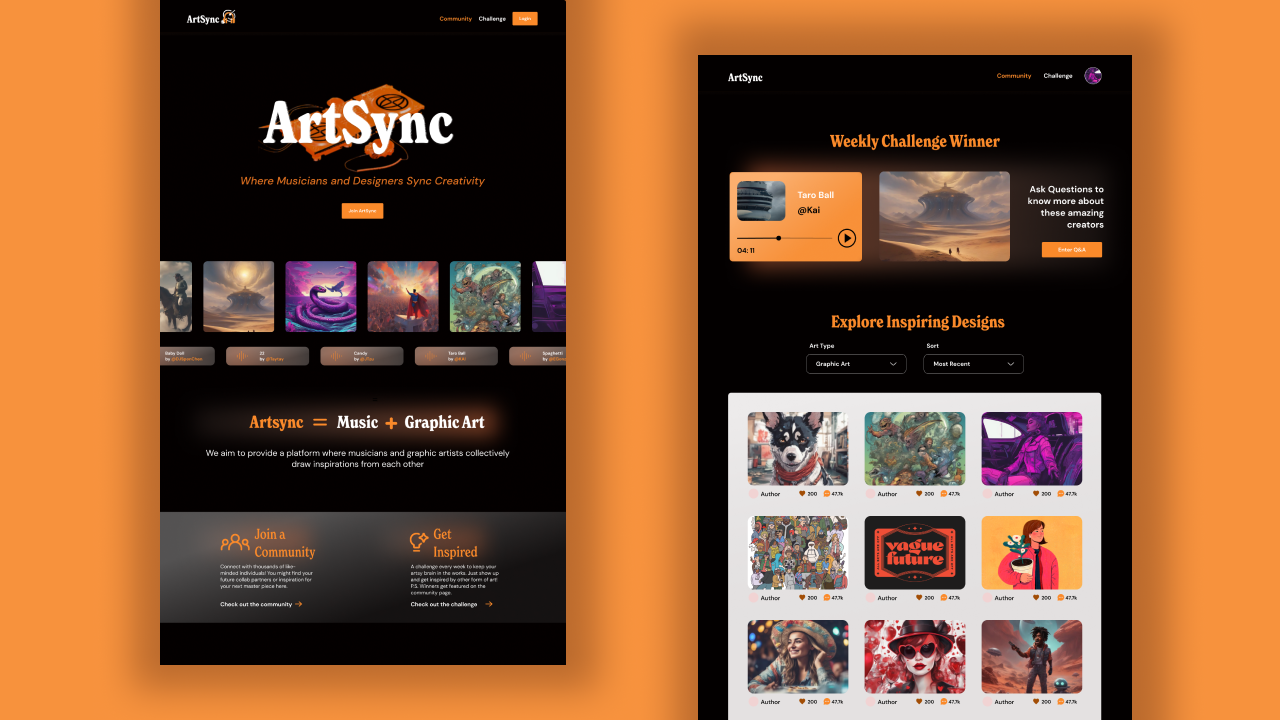 ArtSync
Community
Challenge
Login
ArtSync
Where Musicians and Designers Sync Creativity
Join ArtSync
Baby Doll
22
by @Taynau
Candy
Taro Ball
by @KAI
Spaghetti
Artsync = Music + Graphic Art
We aim to provide a platform where musicians and graphic artists collectively
draw inspirations from each other
Join a
Community
Connect with thousands of like-
minded individuals! You might find your
future collab partners or inspiration for
your next master piece here.
Check out the community
Get
Inspired
A challenge every week to keep your
artsy brain in the works. Just show up
and get inspired by other form of art!
P.S. Winners get featured on the
community page.
Check out the challenge
ArtSync
Community
Challenge
Weekly Challenge Winner
Taro Ball
@Kai
04: 11
Ask Questions to
know more about
these amazing
creators
Enter Q&A
Explore Inspiring Designs
Art Type
Sort
Graphic Art
Most Recent
Author 200 47.7k
Author 200 47.7k
Author 200 47.7k
vague
future
Author 200 47.7k
Author 200 47.7k
Author 200 47.7k
Author 200 47.7k
Author 200 47.7k
Author 200 47.7k